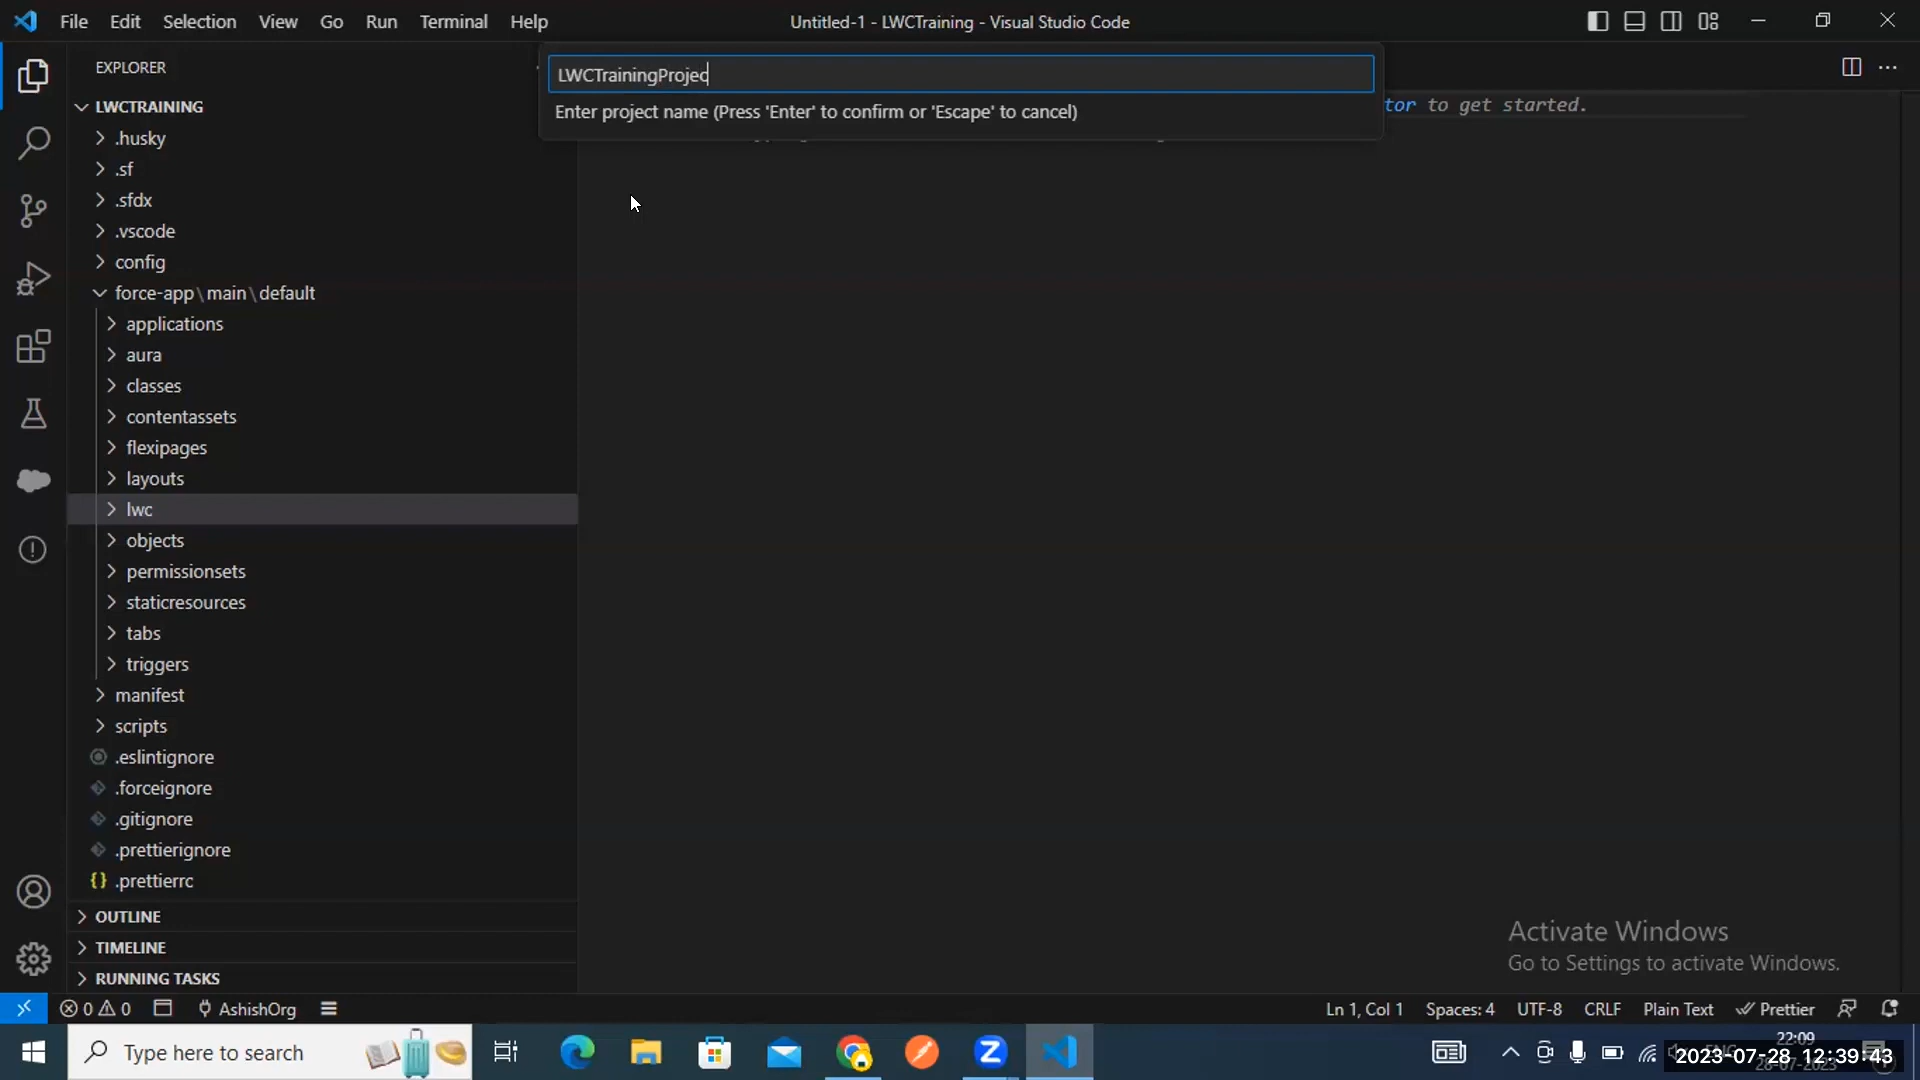 File Edit Selection View Go Run Terminal Help
Untitled-1 - LWCTraining - Visual Studio Code
EXPLORER
LWCTrainingProjec
Enter project name (Press 'Enter' to confirm or 'Escape' to cancel)
tor to get started.
LWCTRAINING
.husky
.sf
.sfdx
.vscode
config
force-app\main\default
applications
aura
classes
contentassets
flexipages
layouts
lwc
objects
permissionsets
staticresources
tabs
triggers
manifest
scripts
.eslintignore
.forceignore
.gitignore
.prettierignore
{} .prettierrc
OUTLINE
TIMELINE
RUNNING TASKS
Activate Windows
Go to Settings to activate Windows.
0 0 AshishOrg
Ln 1, Col 1 Spaces: 4 UTF-8 CRLF Plain Text Prettier
Type here to search
22:09
28-07-2023
2023-07-28 12:39:43